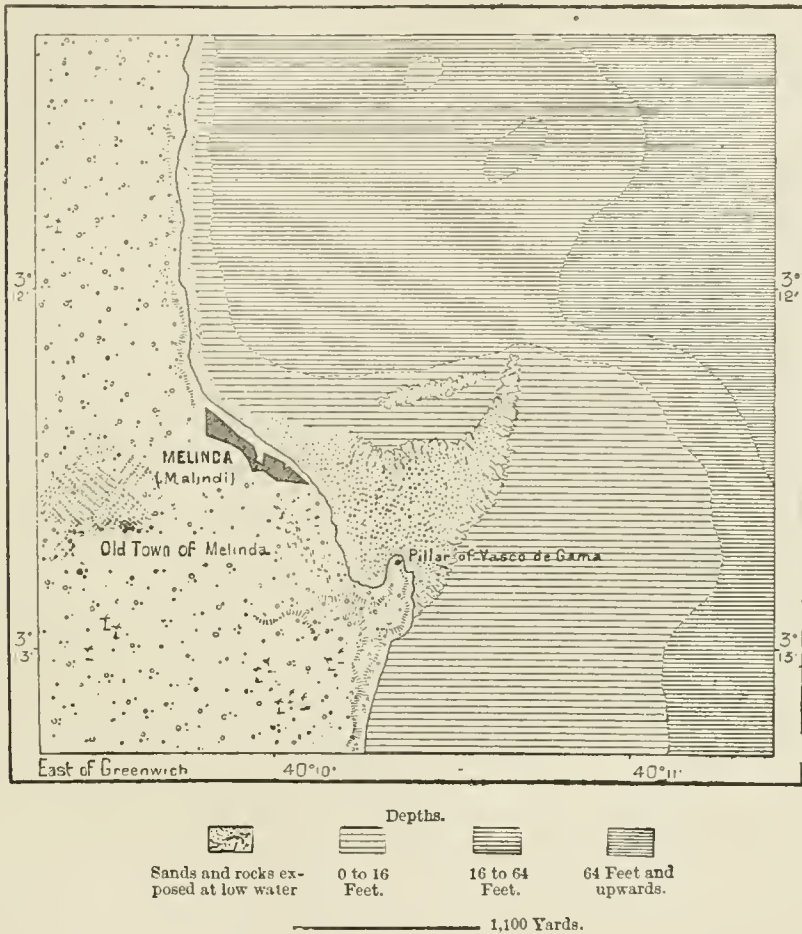 3°
12'
3°
12'
MELINDA
(Malindi)
Old Town of Melinda.
Pillar of Vasco de Gama
3°
13'
3°
13'
East of Greenwich
40°10'
40°11'
Depths.
Sands and rocks ex-
posed at low water
0 to 16
Feet.
16 to 64
Feet.
64 Feet and
upwards.
1,100 Yards.